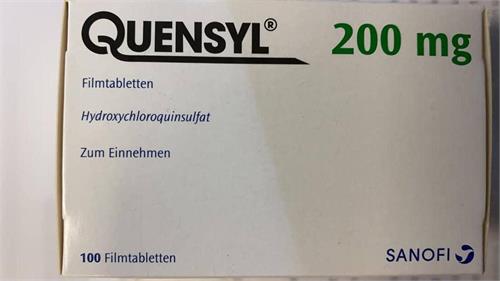 QUENSYL® 200 mg
Filmtabletten
Hydroxychloroquinsulfat
Zum Einnehmen
100 Filmtabletten
SANOFI